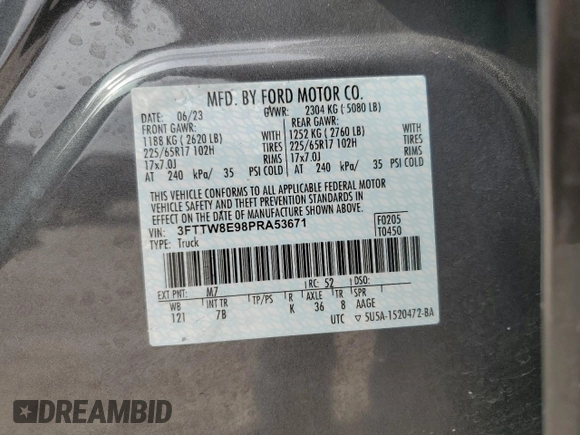 MFD. BY FORD MOTOR CO.
DATE: 06/23 GVWR: 2304 KG ( 5080 LB)
FRONT GAWR: REAR GAWR:
1188 KG ( 2620 LB) WITH 1252 KG ( 2760 LB) WITH
225/65R17 102H TIRES 225/65R17 102H TIRES
17x7.0J RIMS 17x7.0J RIMS
AT 240 kPa/ 35 PSI COLD AT 240 kPa/ 35 PSI COLD
THIS VEHICLE CONFORMS TO ALL APPLICABLE FEDERAL MOTOR
VEHICLE SAFETY AND THEFT PREVENTION STANDARDS IN
EFFECT ON THE DATE OF MANUFACTURE SHOWN ABOVE.
VIN: 3FTTW8E98PRA53671 F0205
TYPE: Truck T0450
EXT PNT: M7 RC: 52 DSO:
WB INT TR TP/PS R AXLE TR SPR
121 7B K 36 8 AAGE
UTC ▽ 5U5A-1520472-BA
DREAMBID